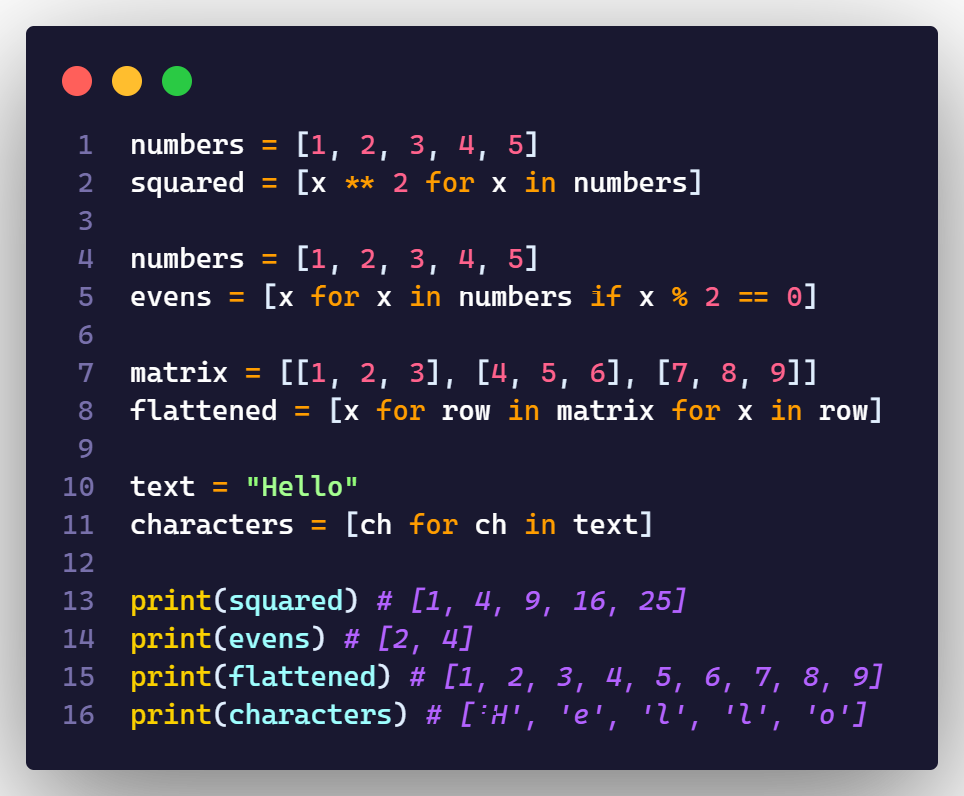 1 numbers = [1, 2, 3, 4, 5]
2 squared = [x ** 2 for x in numbers]
3
4 numbers = [1, 2, 3, 4, 5]
5 evens = [x for x in numbers if x % 2 == 0]
6
7 matrix = [[1, 2, 3], [4, 5, 6], [7, 8, 9]]
8 flattened = [x for row in matrix for x in row]
9
10 text = "Hello"
11 characters = [ch for ch in text]
12
13 print(squared) # [1, 4, 9, 16, 25]
14 print(evens) # [2, 4]
15 print(flattened) # [1, 2, 3, 4, 5, 6, 7, 8, 9]
16 print(characters) # ['H', 'e', 'l', 'l', 'o']